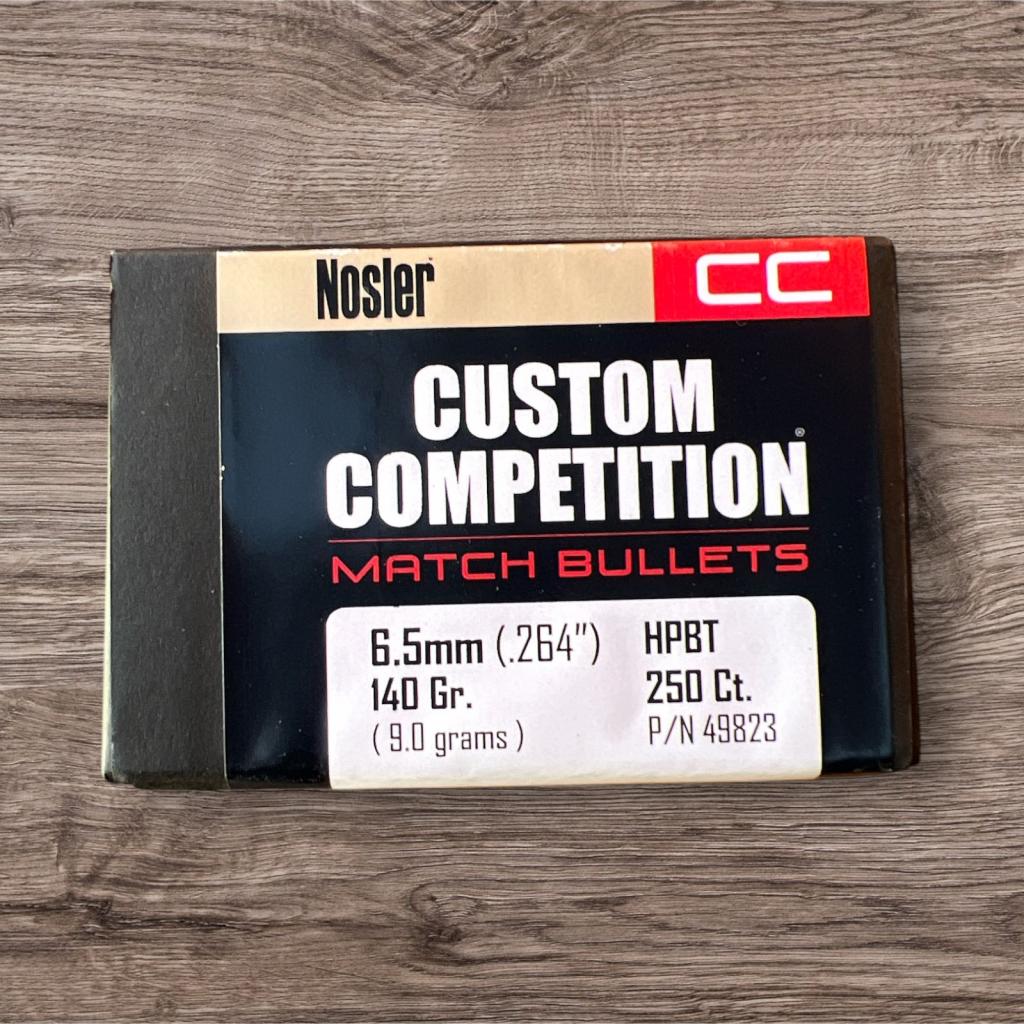 Nosler®
CC
CUSTOM
COMPETITION®
MATCH BULLETS
6.5mm (.264")
140 Gr.
(9.0 grams)
HPBT
250 Ct.
P/N 49823